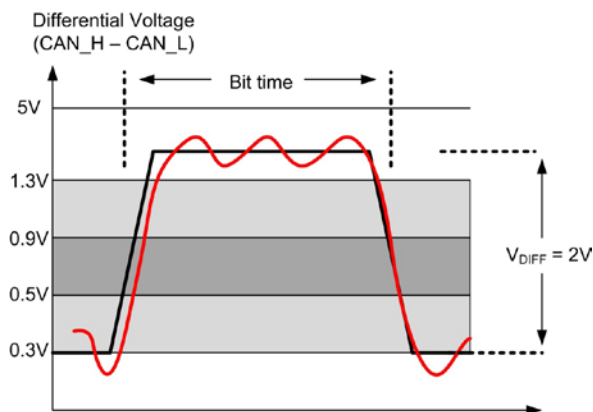 Differential Voltage
(CAN_H – CAN_L)
Bit time
5V
1.3V
0.9V
0.5V
0.3V
VDIFF = 2V